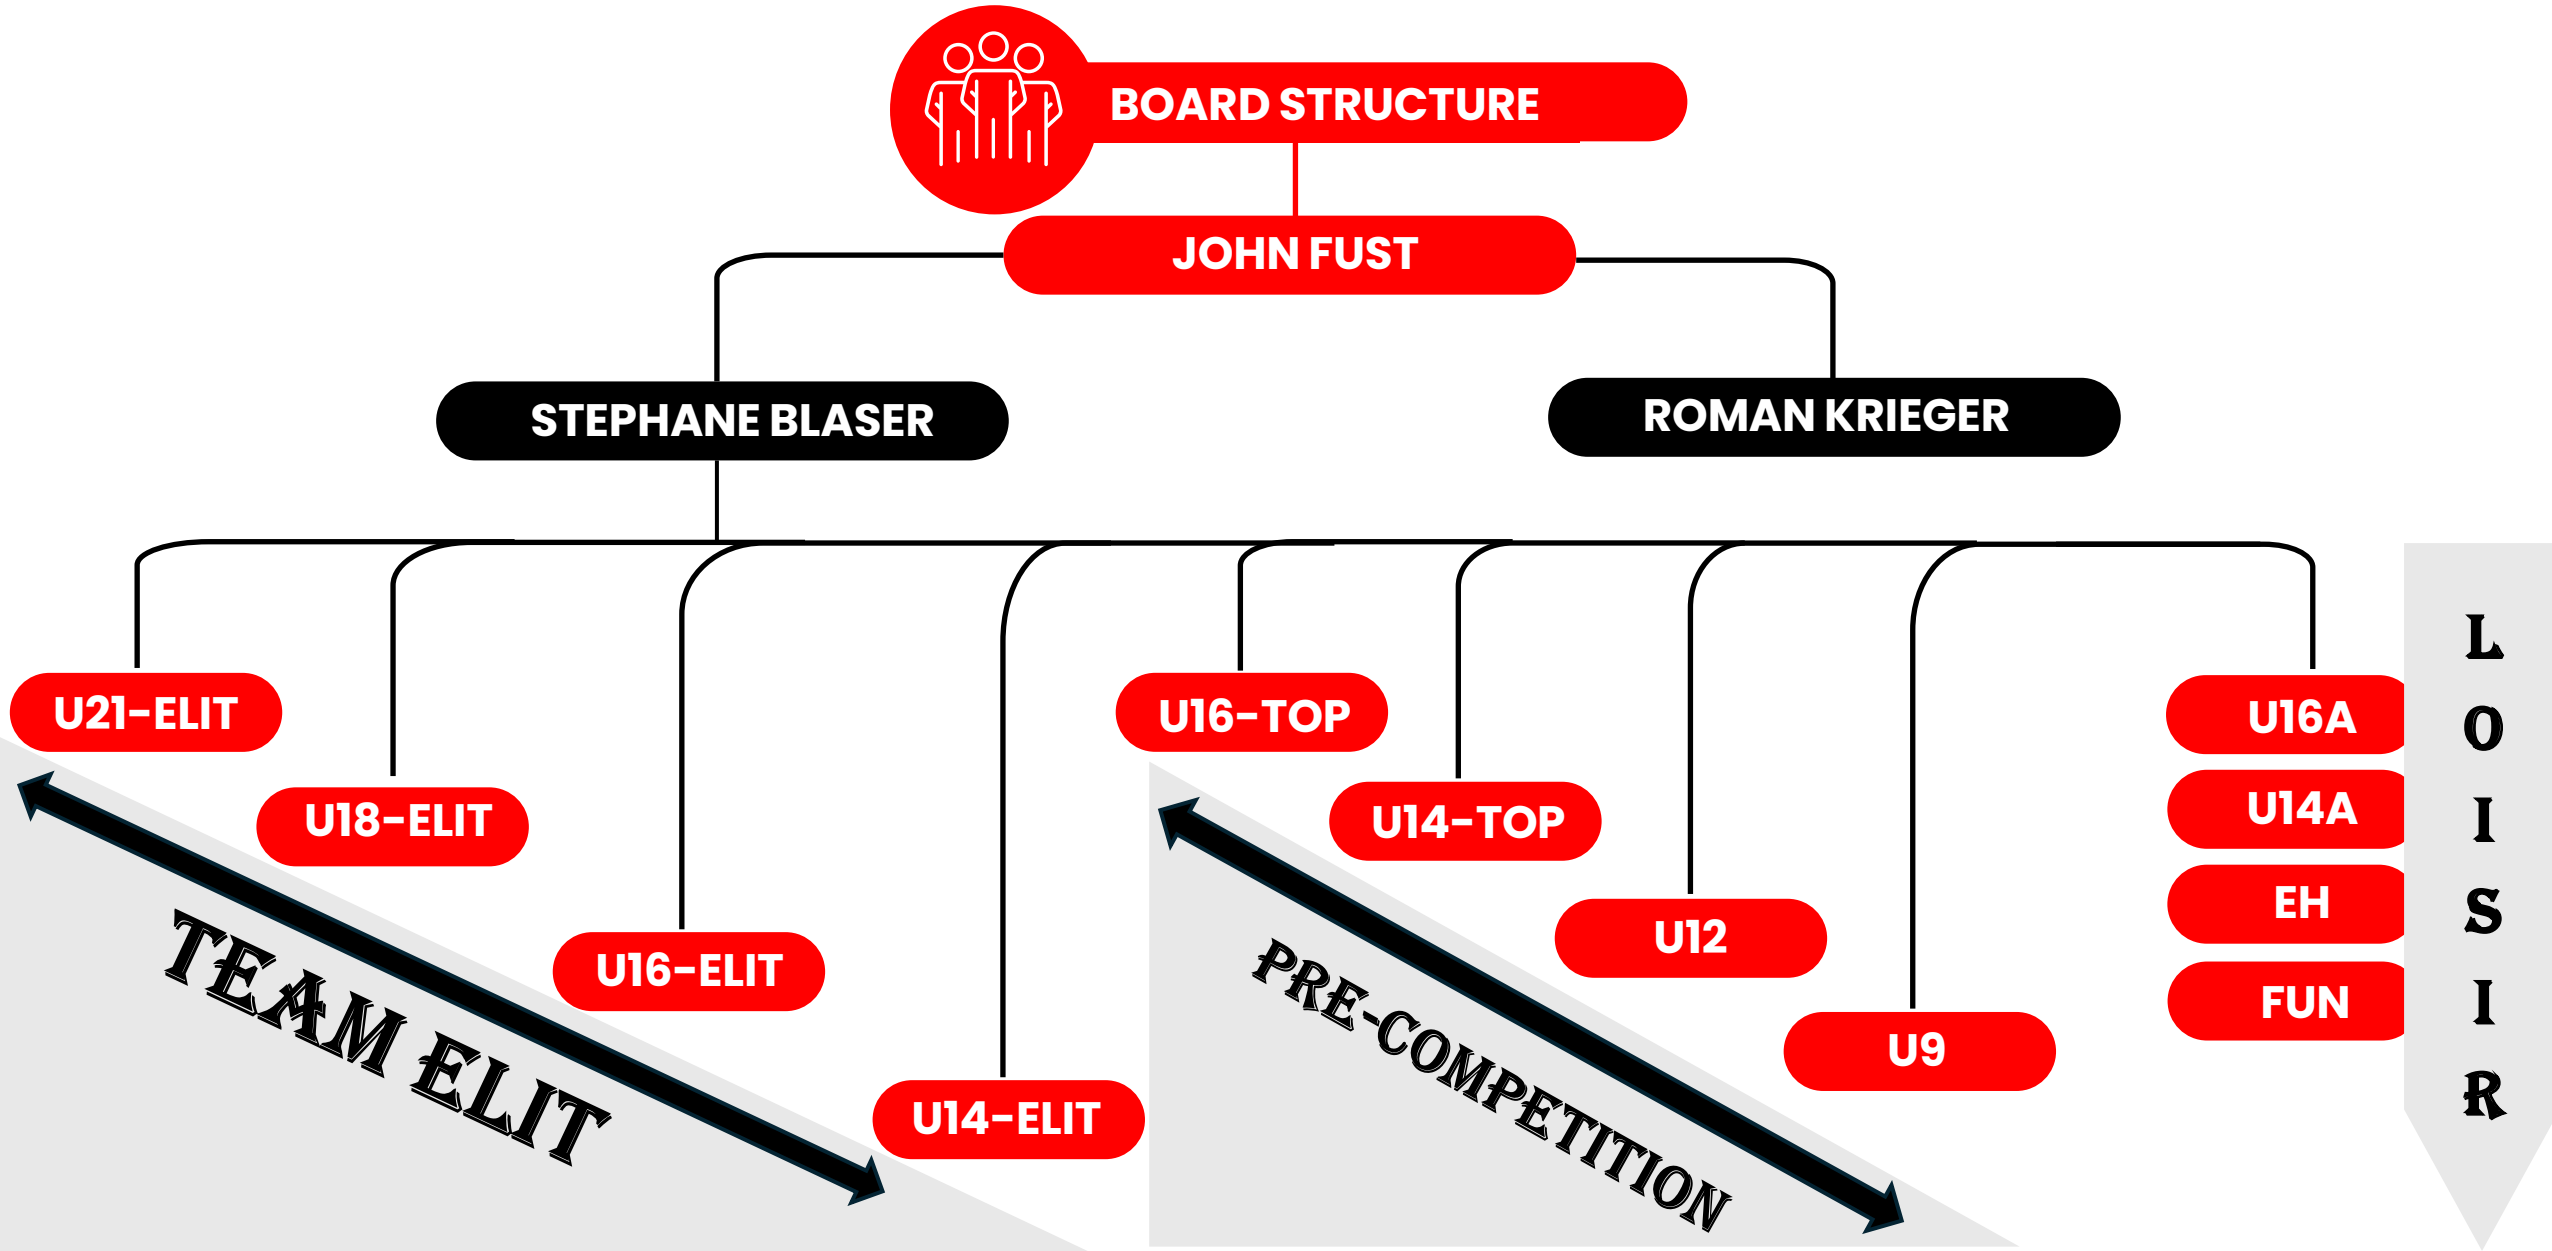 BOARD STRUCTURE
JOHN FUST
STEPHANE BLASER
ROMAN KRIEGER
U21-ELIT
U18-ELIT
U16-ELIT
U14-ELIT
TEAM ELIT
U16-TOP
U14-TOP
U12
U9
PRE-COMPETITION
U16A
U14A
EH
FUN
LOISIR